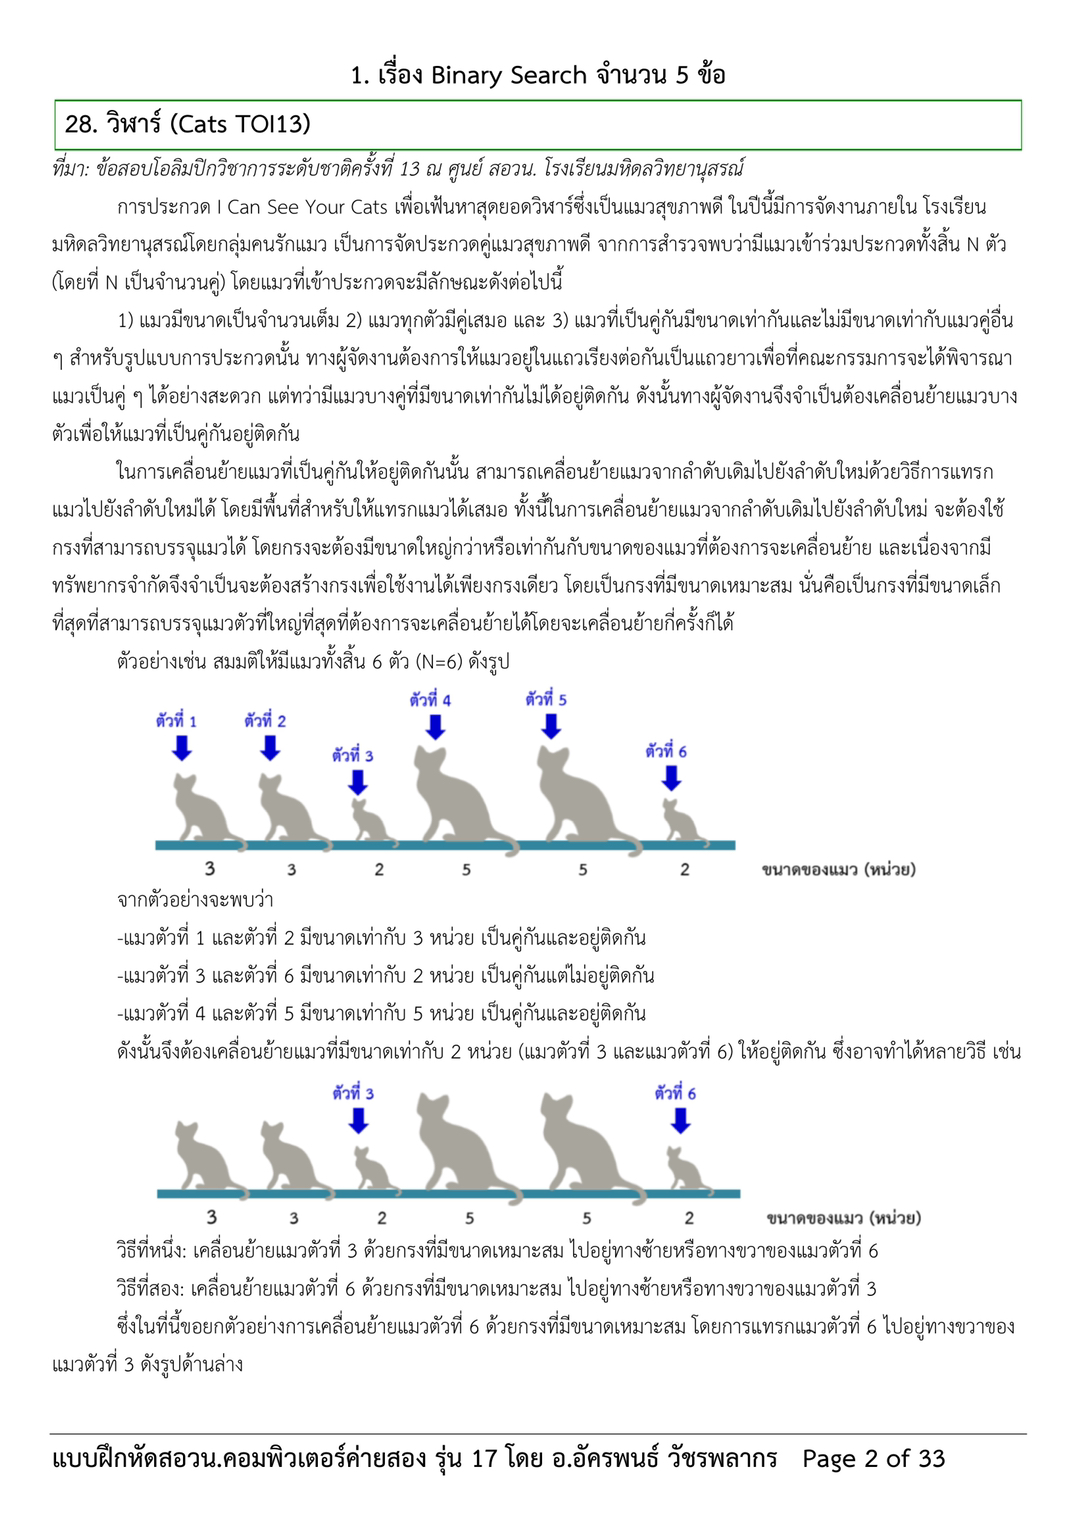 1. เรื่อง Binary Search จำนวน 5 ข้อ
28. วิฬาร์ (Cats TOI13)
ที่มา: ข้อสอบโอลิมปิกวิชาการระดับชาติครั้งที่ 13 ณ ศูนย์ สอวน. โรงเรียนมหิดลวิทยานุสรณ์
การประกวด I Can See Your Cats เพื่อเฟ้นหาสุดยอดวิฬาร์ซึ่งเป็นแมวสุขภาพดี ในปีนี้มีการจัดงานภายใน โรงเรียน
มหิดลวิทยานุสรณ์โดยกลุ่มคนรักแมว เป็นการจัดประกวดคู่แมวสุขภาพดี จากการสำรวจพบว่ามีแมวเข้าร่วมประกวดทั้งสิ้น N ตัว
(โดยที่ N เป็นจำนวนคู่) โดยแมวที่เข้าประกวดจะมีลักษณะดังต่อไปนี้
1) แมวมีขนาดเป็นจำนวนเต็ม 2) แมวทุกตัวมีคู่เสมอ และ 3) แมวที่เป็นคู่กันมีขนาดเท่ากันและไม่มีขนาดเท่ากับแมวคู่อื่น
ๆ สำหรับรูปแบบการประกวดนั้น ทางผู้จัดงานต้องการให้แมวอยู่ในแถวเรียงต่อกันเป็นแถวยาวเพื่อที่คณะกรรมการจะได้พิจารณา
แมวเป็นคู่ ๆ ได้อย่างสะดวก แต่ทว่ามีแมวบางคู่ที่มีขนาดเท่ากันไม่ได้อยู่ติดกัน ดังนั้นทางผู้จัดงานจึงจำเป็นต้องเคลื่อนย้ายแมวบาง
ตัวเพื่อให้แมวที่เป็นคู่กันอยู่ติดกัน
ในการเคลื่อนย้ายแมวที่เป็นคู่กันให้อยู่ติดกันนั้น สามารถเคลื่อนย้ายแมวจากลำดับเดิมไปยังลำดับใหม่ด้วยวิธีการแทรก
แมวไปยังลำดับใหม่ได้ โดยมีพื้นที่สำหรับให้แทรกแมวได้เสมอ ทั้งนี้ในการเคลื่อนย้ายแมวจากลำดับเดิมไปยังลำดับใหม่ จะต้องใช้
กรงที่สามารถบรรจุแมวได้ โดยกรงจะต้องมีขนาดใหญ่กว่าหรือเท่ากันกับขนาดของแมวที่ต้องการจะเคลื่อนย้าย และเนื่องจากมี
ทรัพยากรจำกัดจึงจำเป็นจะต้องสร้างกรงเพื่อใช้งานได้เพียงกรงเดียว โดยเป็นกรงที่มีขนาดเหมาะสม นั่นคือเป็นกรงที่มีขนาดเล็ก
ที่สุดที่สามารถบรรจุแมวตัวที่ใหญ่ที่สุดที่ต้องการจะเคลื่อนย้ายได้โดยจะเคลื่อนย้ายกี่ครั้งก็ได้
ตัวอย่างเช่น สมมติให้มีแมวทั้งสิ้น 6 ตัว (N=6) ดังรูป
ตัวที่ 1 ตัวที่ 2 ตัวที่ 3 ตัวที่ 4 ตัวที่ 5 ตัวที่ 6
3 3 2 5 5 2 ขนาดของแมว (หน่วย)
จากตัวอย่างจะพบว่า
-แมวตัวที่ 1 และตัวที่ 2 มีขนาดเท่ากับ 3 หน่วย เป็นคู่กันและอยู่ติดกัน
-แมวตัวที่ 3 และตัวที่ 6 มีขนาดเท่ากับ 2 หน่วย เป็นคู่กันแต่ไม่อยู่ติดกัน
-แมวตัวที่ 4 และตัวที่ 5 มีขนาดเท่ากับ 5 หน่วย เป็นคู่กันและอยู่ติดกัน
ดังนั้นจึงต้องเคลื่อนย้ายแมวที่มีขนาดเท่ากับ 2 หน่วย (แมวตัวที่ 3 และแมวตัวที่ 6) ให้อยู่ติดกัน ซึ่งอาจทำได้หลายวิธี เช่น
ตัวที่ 3 ตัวที่ 6
3 3 2 5 5 2 ขนาดของแมว (หน่วย)
วิธีที่หนึ่ง: เคลื่อนย้ายแมวตัวที่ 3 ด้วยกรงที่มีขนาดเหมาะสม ไปอยู่ทางซ้ายหรือทางขวาของแมวตัวที่ 6
วิธีที่สอง: เคลื่อนย้ายแมวตัวที่ 6 ด้วยกรงที่มีขนาดเหมาะสม ไปอยู่ทางซ้ายหรือทางขวาของแมวตัวที่ 3
ซึ่งในที่นี้ขอยกตัวอย่างการเคลื่อนย้ายแมวตัวที่ 6 ด้วยกรงที่มีขนาดเหมาะสม โดยการแทรกแมวตัวที่ 6 ไปอยู่ทางขวาของ
แมวตัวที่ 3 ดังรูปด้านล่าง
แบบฝึกหัดสอวน.คอมพิวเตอร์ค่ายสอง รุ่น 17 โดย อ.อัครพนธ์ วัชรพลากร Page 2 of 33